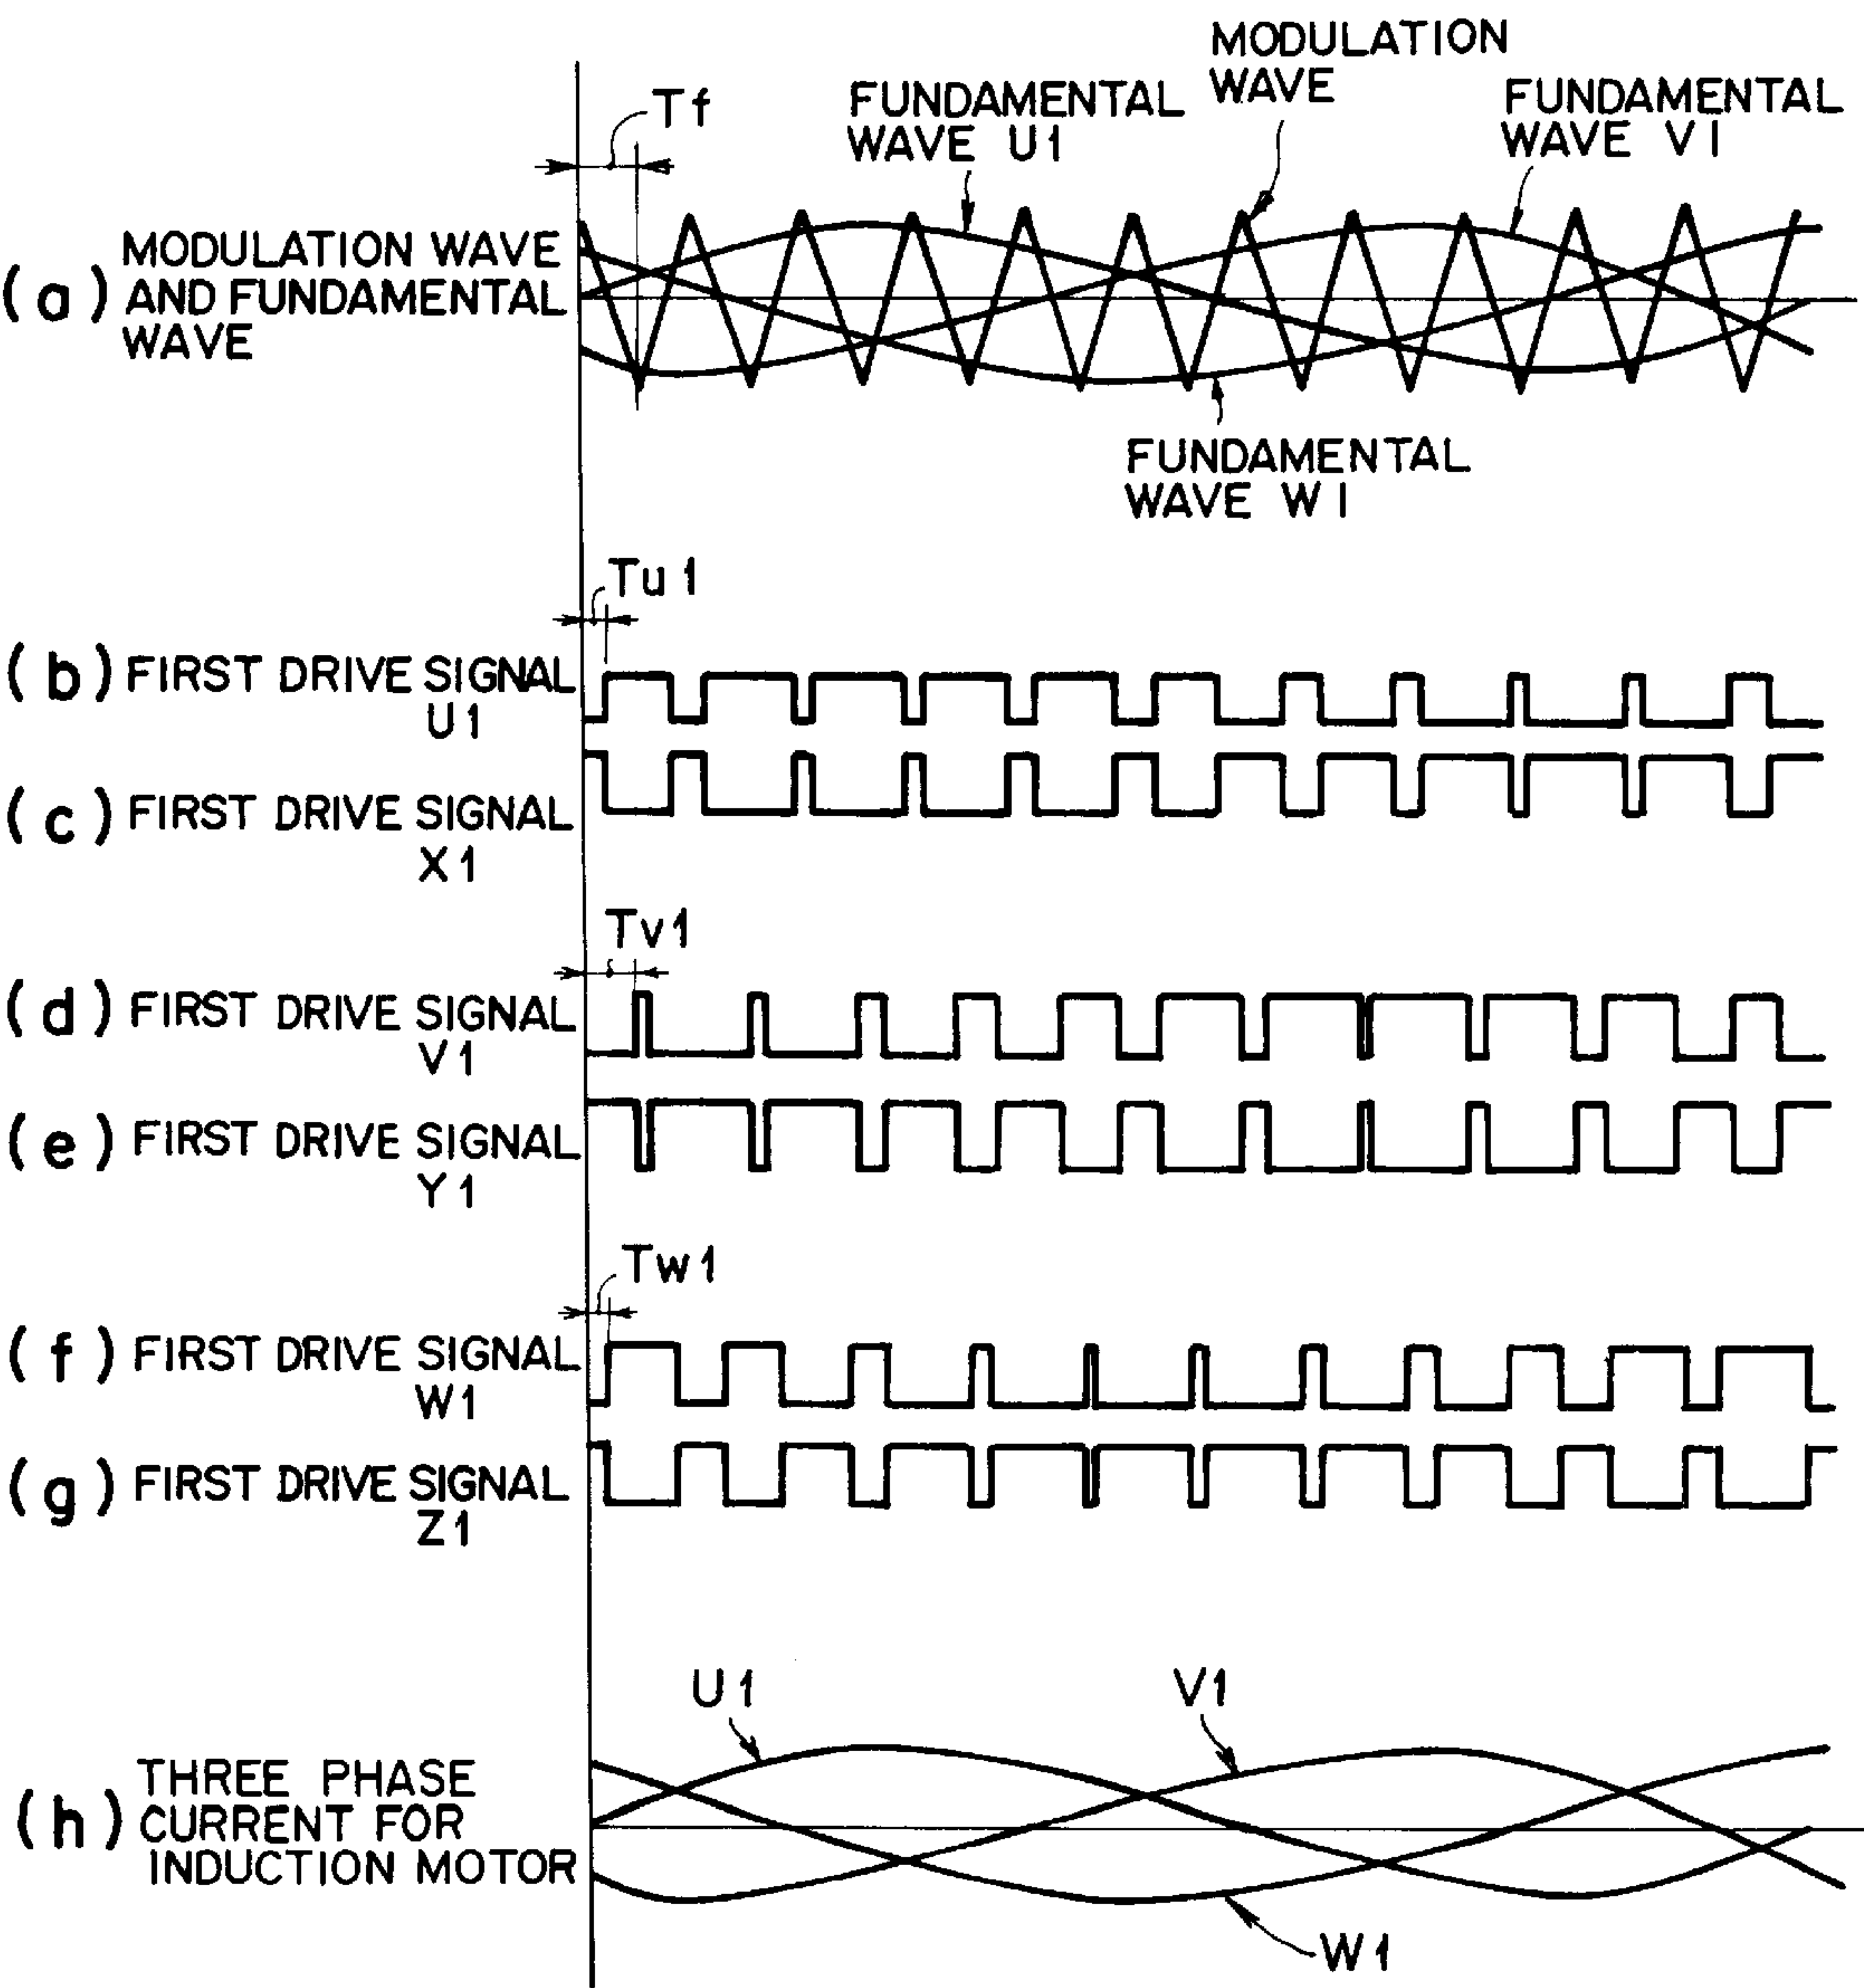 MODULATION
WAVE
FUNDAMENTAL
WAVE U1
FUNDAMENTAL
WAVE V1
Tf
(a) MODULATION WAVE
AND FUNDAMENTAL
WAVE
FUNDAMENTAL
WAVE W1
Tu1
(b) FIRST DRIVE SIGNAL
U1
(c) FIRST DRIVE SIGNAL
X1
Tv1
(d) FIRST DRIVE SIGNAL
V1
(e) FIRST DRIVE SIGNAL
Y1
Tw1
(f) FIRST DRIVE SIGNAL
W1
(g) FIRST DRIVE SIGNAL
Z1
U1
V1
(h) THREE PHASE
CURRENT FOR
INDUCTION MOTOR
W1